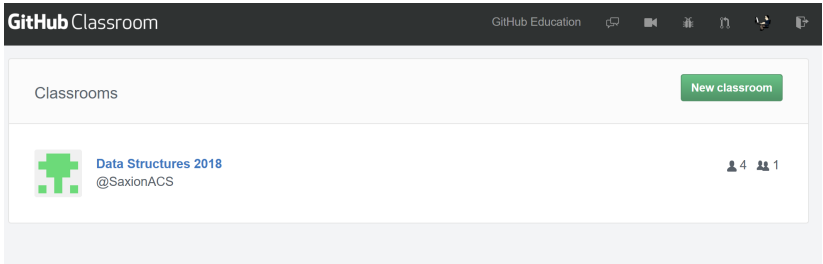 GitHub Classroom
GitHub Education
Classrooms
New classroom
Data Structures 2018
@SaxionACS
4 1